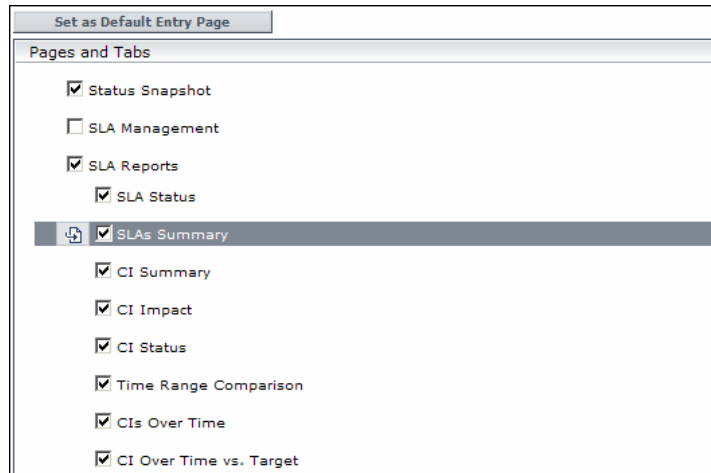 Set as Default Entry Page
Pages and Tabs
Status Snapshot
SLA Management
SLA Reports
SLA Status
SLAs Summary
CI Summary
CI Impact
CI Status
Time Range Comparison
CIs Over Time
CI Over Time vs. Target